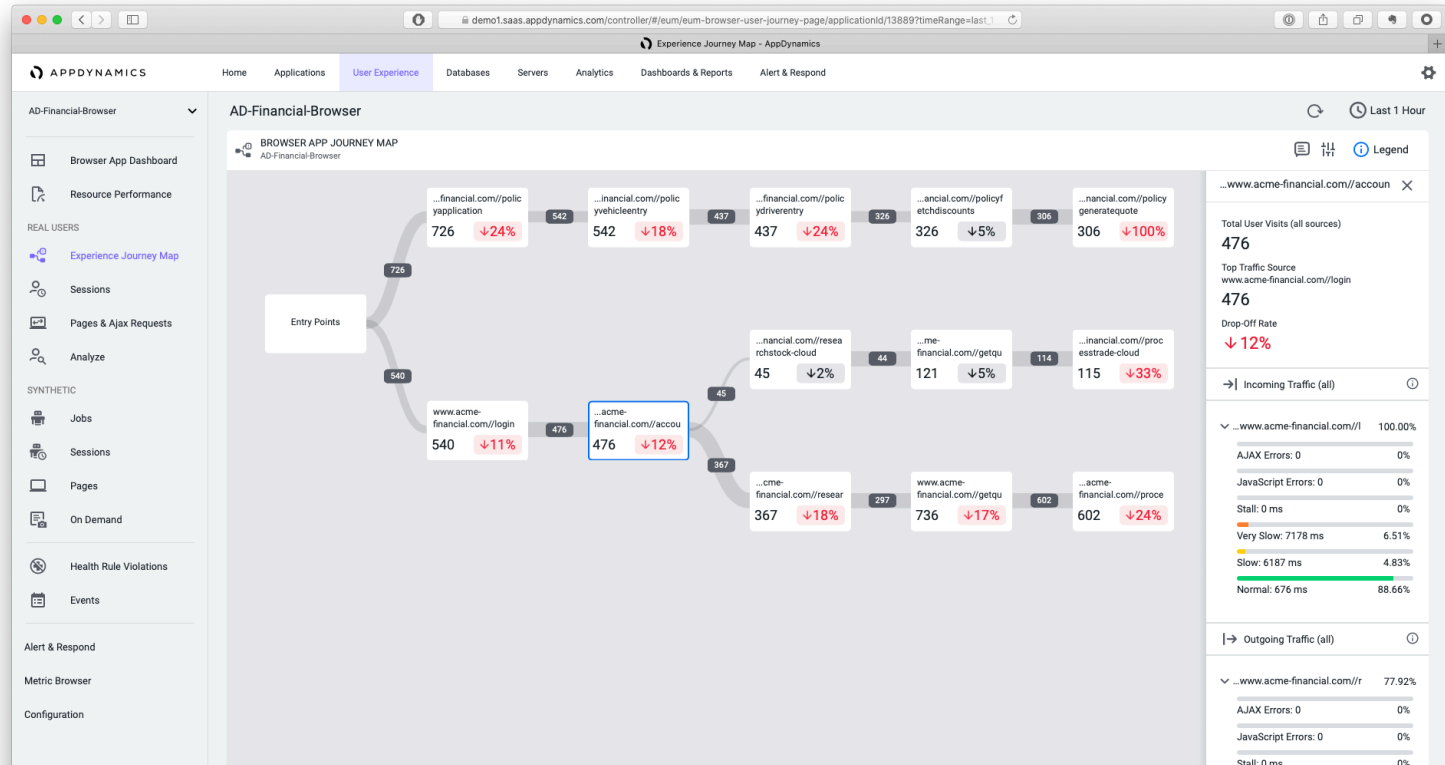 demo1.saas.appdynamics.com/controller/#/eum/eum-browser-user-journey-page/applicationId/13889?timeRange=last_1
Experience Journey Map - AppDynamics
APPDYNAMICS
Home Applications User Experience Databases Servers Analytics Dashboards & Reports Alert & Respond
AD-Financial-Browser
Browser App Dashboard
Resource Performance
REAL USERS
Experience Journey Map
Sessions
Pages & Ajax Requests
Analyze
SYNTHETIC
Jobs
Sessions
Pages
On Demand
Health Rule Violations
Events
Alert & Respond
Metric Browser
Configuration
AD-Financial-Browser
Last 1 Hour
BROWSER APP JOURNEY MAP
AD-Financial-Browser
Legend
Entry Points
726
540
...financial.com//polic
yapplication
726 ↓24%
542
...inancial.com//polic
yvehicleentry
542 ↓18%
437
...financial.com//polic
ydriverentry
437 ↓24%
326
...ancial.com//policyf
etchdiscounts
326 ↓5%
306
...nancial.com//policy
generatequote
306 ↓100%
www.acme-
financial.com//login
540 ↓11%
476
...acme-
financial.com//accou
476 ↓12%
45
367
...nancial.com//resea
rchstock-cloud
45 ↓2%
44
...me-
financial.com//getqu
121 ↓5%
114
...inancial.com//proc
esstrade-cloud
115 ↓33%
...cme-
financial.com//resear
367 ↓18%
297
www.acme-
financial.com//getqu
736 ↓17%
602
...acme-
financial.com//proce
602 ↓24%
...www.acme-financial.com//accoun
Total User Visits (all sources)
476
Top Traffic Source
www.acme-financial.com//login
476
Drop-Off Rate
↓12%
Incoming Traffic (all)
...www.acme-financial.com//l 100.00%
AJAX Errors: 0 0%
JavaScript Errors: 0 0%
Stall: 0 ms 0%
Very Slow: 7178 ms 6.51%
Slow: 6187 ms 4.83%
Normal: 676 ms 88.66%
Outgoing Traffic (all)
...www.acme-financial.com//r 77.92%
AJAX Errors: 0 0%
JavaScript Errors: 0 0%
Stall: 0 ms 0%